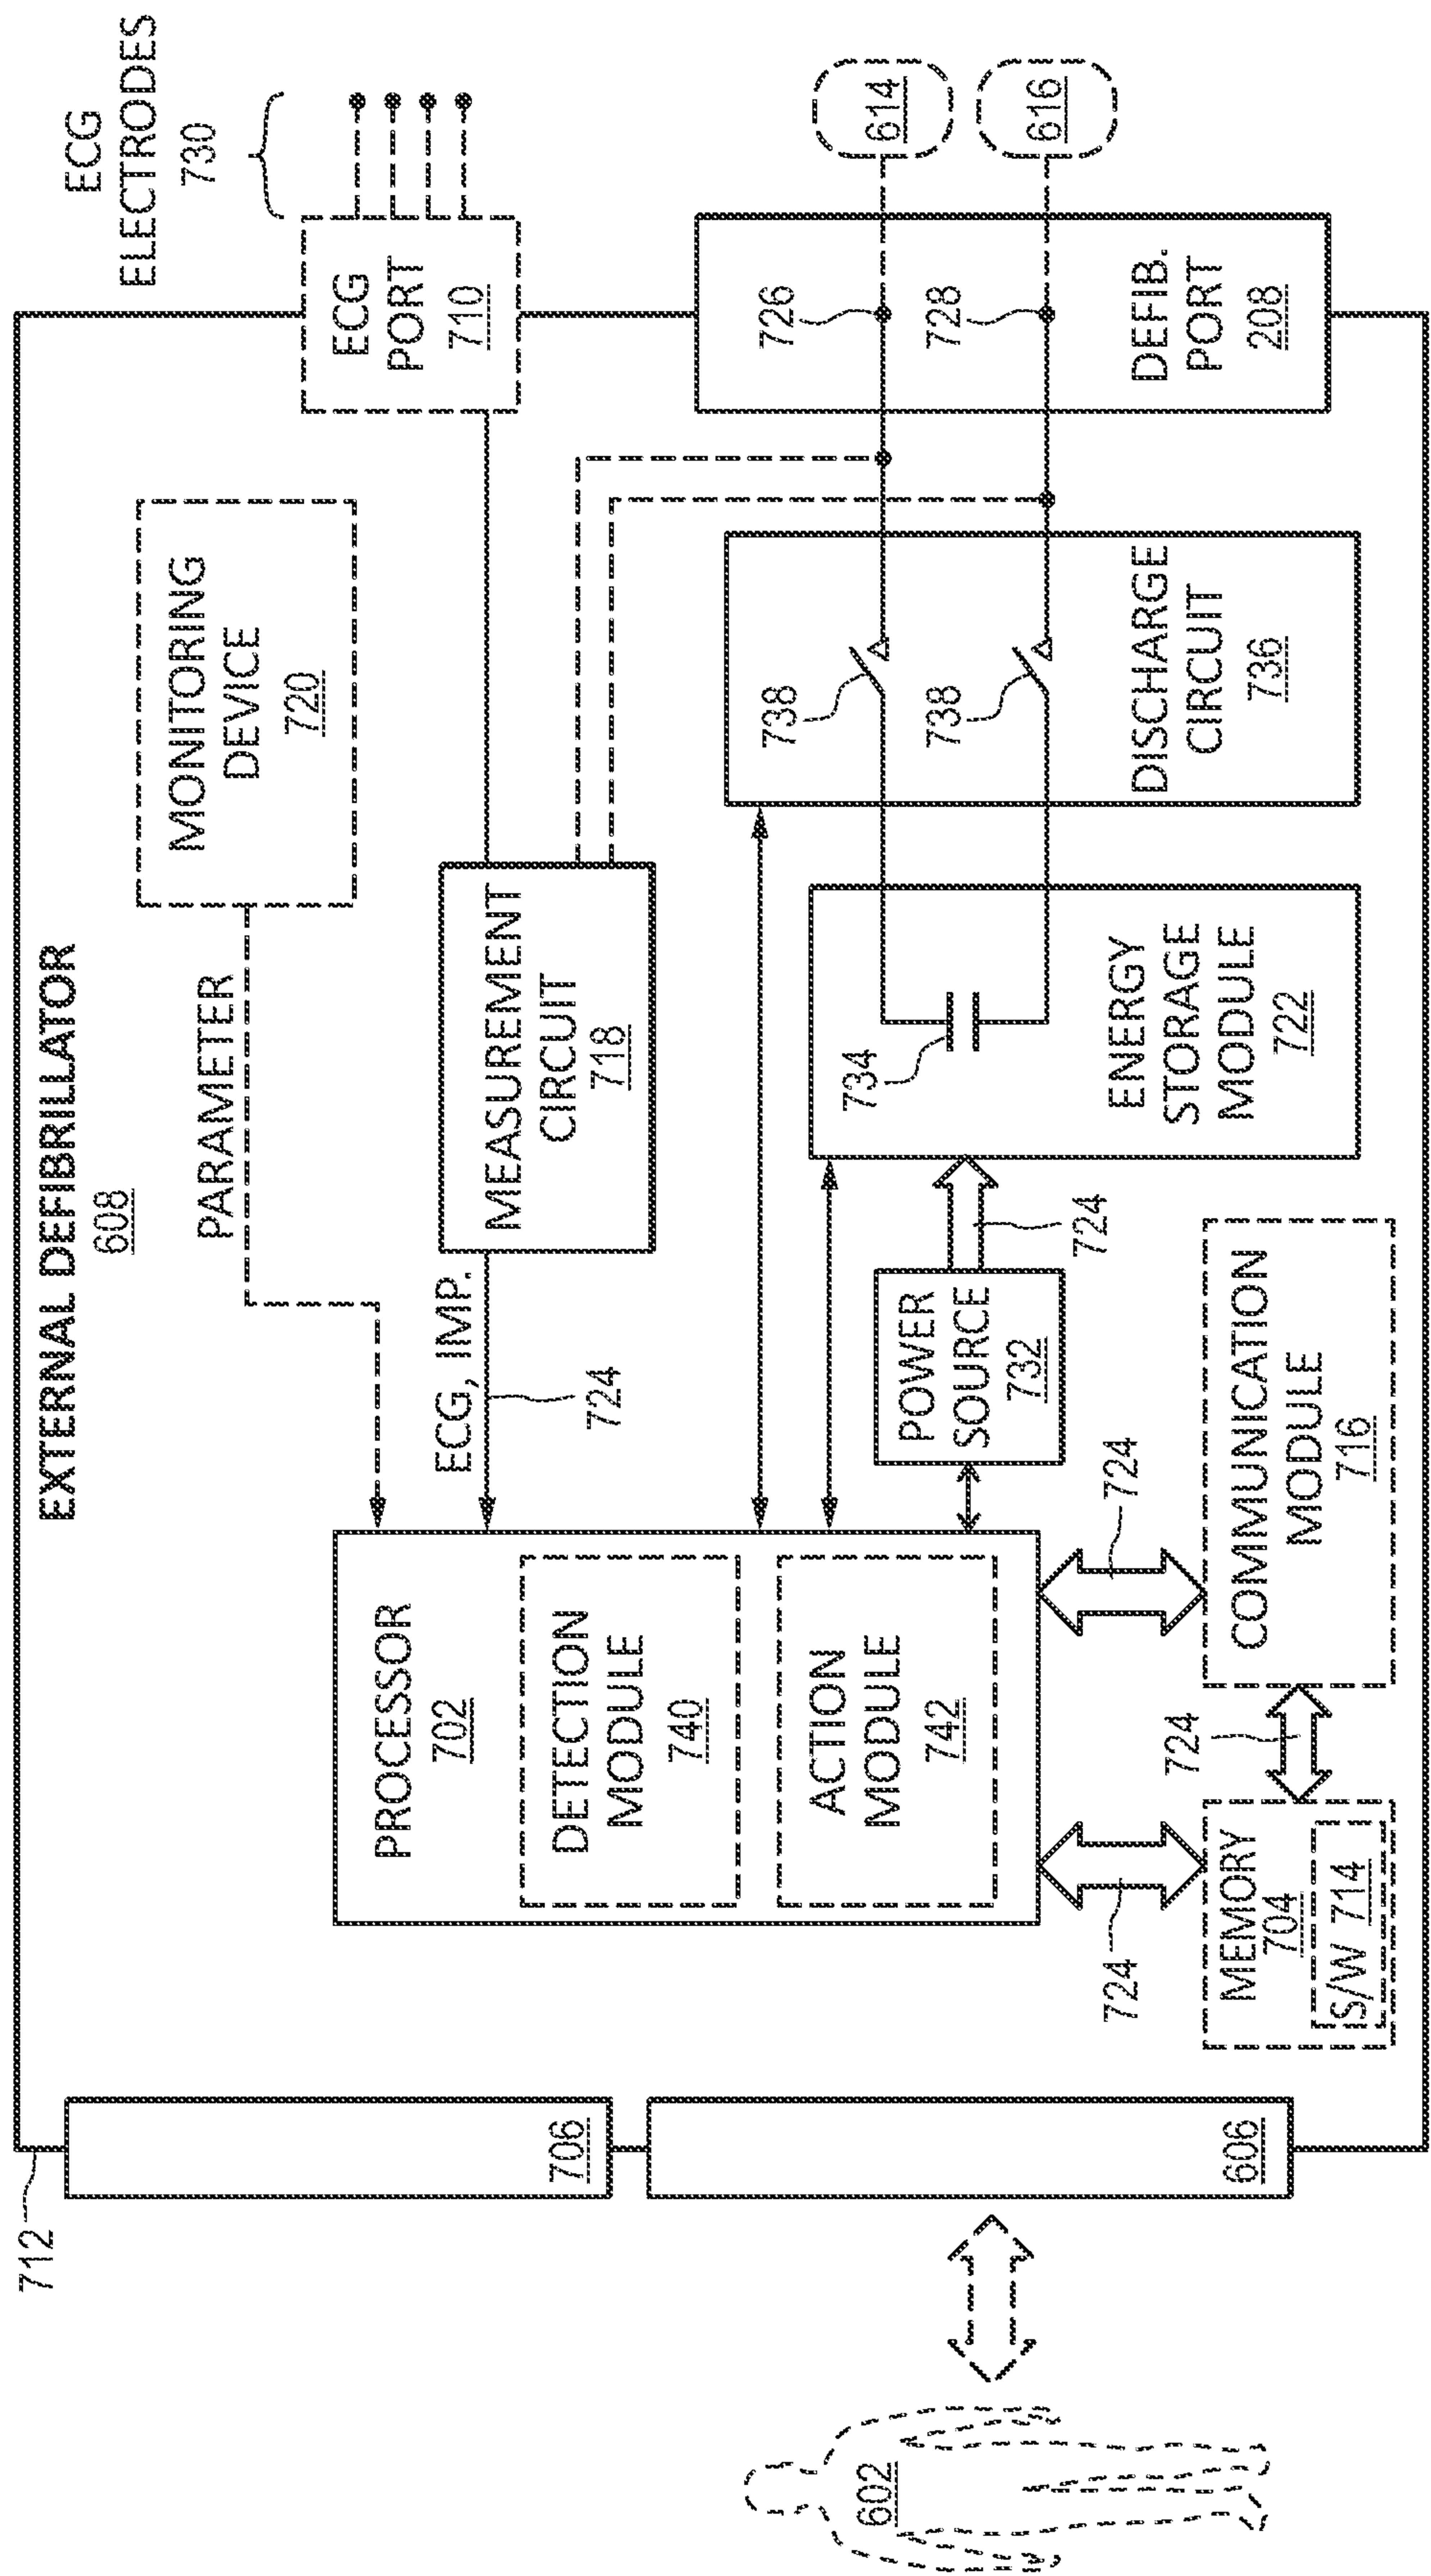 EXTERNAL DEFIBRILLATOR
608
ECG
ELECTRODES
730
712
706
606
602
PARAMETER
MONITORING
DEVICE
720
ECG
PORT
710
PROCESSOR
702
DETECTION
MODULE
740
ACTION
MODULE
742
ECG, IMP.
724
MEASUREMENT
CIRCUIT
718
POWER
SOURCE
732
724
734
ENERGY
STORAGE
MODULE
722
738
738
DISCHARGE
CIRCUIT
736
726
728
DEFIB.
PORT
208
614
616
724
724
724
MEMORY
704
S/W 714
COMMUNICATION
MODULE
716